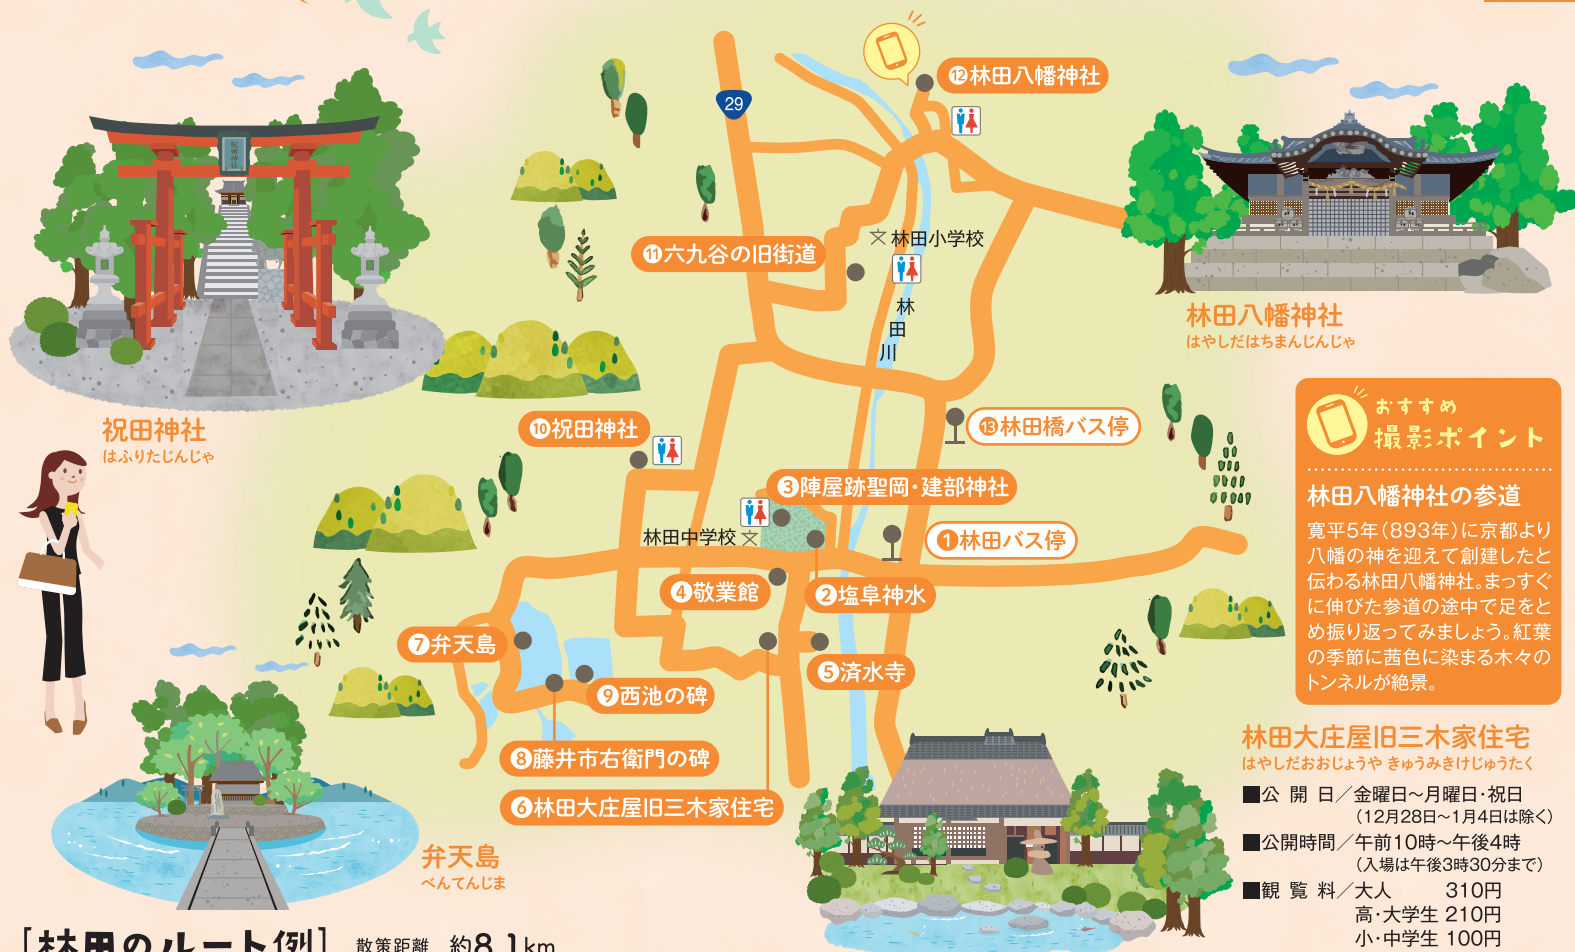 祝田神社
29
⑫林田八幡神社
⑪六九谷の旧街道
文 林田小学校
林
田
川
林田八幡神社
はやしだはちまんじんじゃ
祝田神社
はふりたじんじゃ
⑩祝田神社
⑬林田橋バス停
③陣屋跡聖岡・建部神社
林田中学校 文
①林田バス停
④敬業館
②塩阜神水
⑦弁天島
⑤済水寺
⑨西池の碑
⑧藤井市右衛門の碑
⑥林田大庄屋旧三木家住宅
弁天島
べんてんじま
おすすめ
撮影ポイント
林田八幡神社の参道
寛平5年(893年)に京都より
八幡の神を迎えて創建したと
伝わる林田八幡神社。まっすぐ
に伸びた参道の途中で足をと
め振り返ってみましょう。紅葉
の季節に茜色に染まる木々の
トンネルが絶景。
林田大庄屋旧三木家住宅
はやしだおおじょうや きゅうみきけじゅうたく
■公 開 日／金曜日〜月曜日・祝日
(12月28日〜1月4日は除く)
■公開時間／午前10時〜午後4時
(入場は午後3時30分まで)
■観 覧 料／大人 310円
高・大学生 210円
小・中学生 100円
[林田のルート例] 散策距離 約8.1km